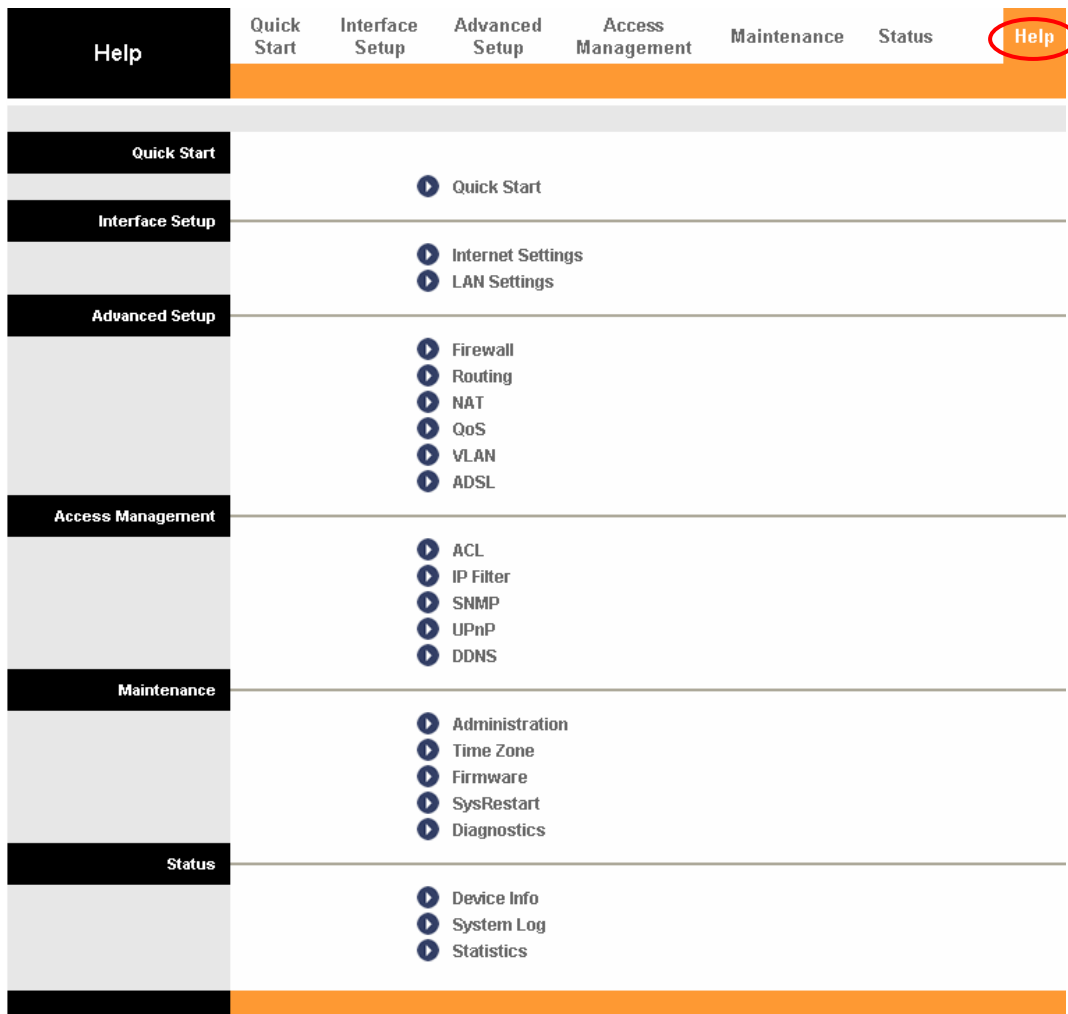 Help
Quick Start
Interface Setup
Advanced Setup
Access Management
Maintenance
Status
Help
Quick Start
Quick Start
Interface Setup
Internet Settings
LAN Settings
Advanced Setup
Firewall
Routing
NAT
QoS
VLAN
ADSL
Access Management
ACL
IP Filter
SNMP
UPnP
DDNS
Maintenance
Administration
Time Zone
Firmware
SysRestart
Diagnostics
Status
Device Info
System Log
Statistics